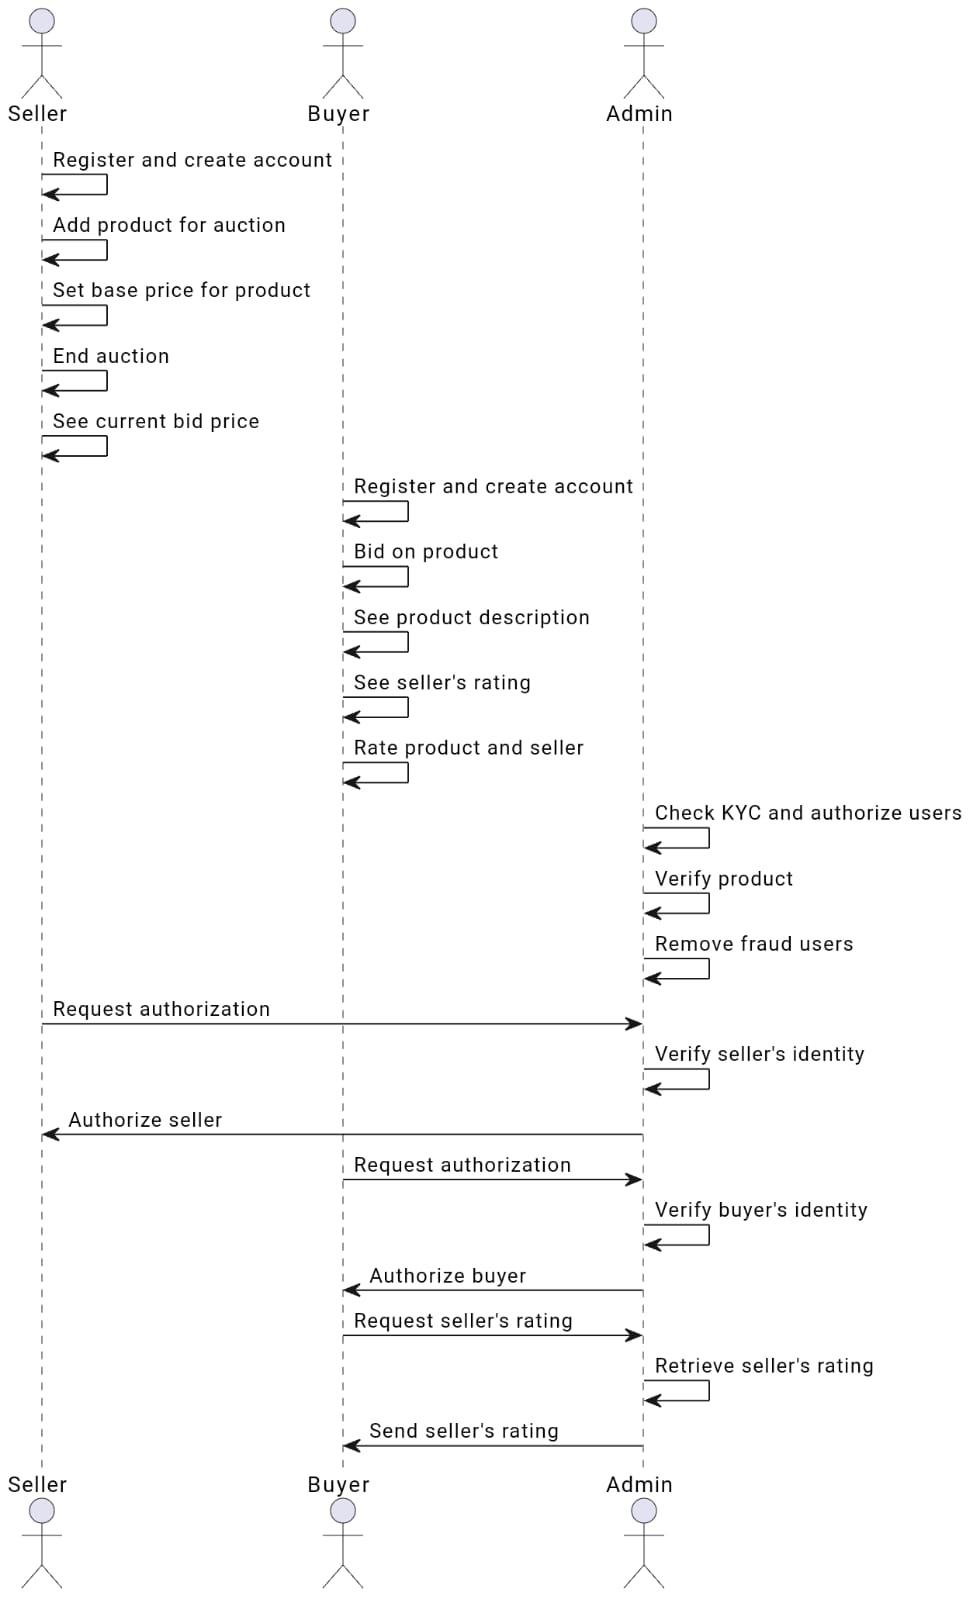 Seller
Buyer
Admin
Register and create account
Add product for auction
Set base price for product
End auction
See current bid price
Register and create account
Bid on product
See product description
See seller's rating
Rate product and seller
Check KYC and authorize users
Verify product
Remove fraud users
Request authorization
Verify seller's identity
Authorize seller
Request authorization
Verify buyer's identity
Authorize buyer
Request seller's rating
Retrieve seller's rating
Send seller's rating
Seller
Buyer
Admin